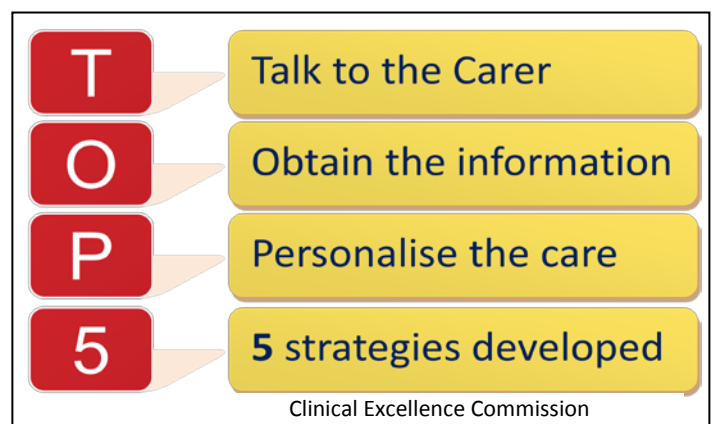 T Talk to the Carer
O Obtain the information
P Personalise the care
5 5 strategies developed
Clinical Excellence Commission